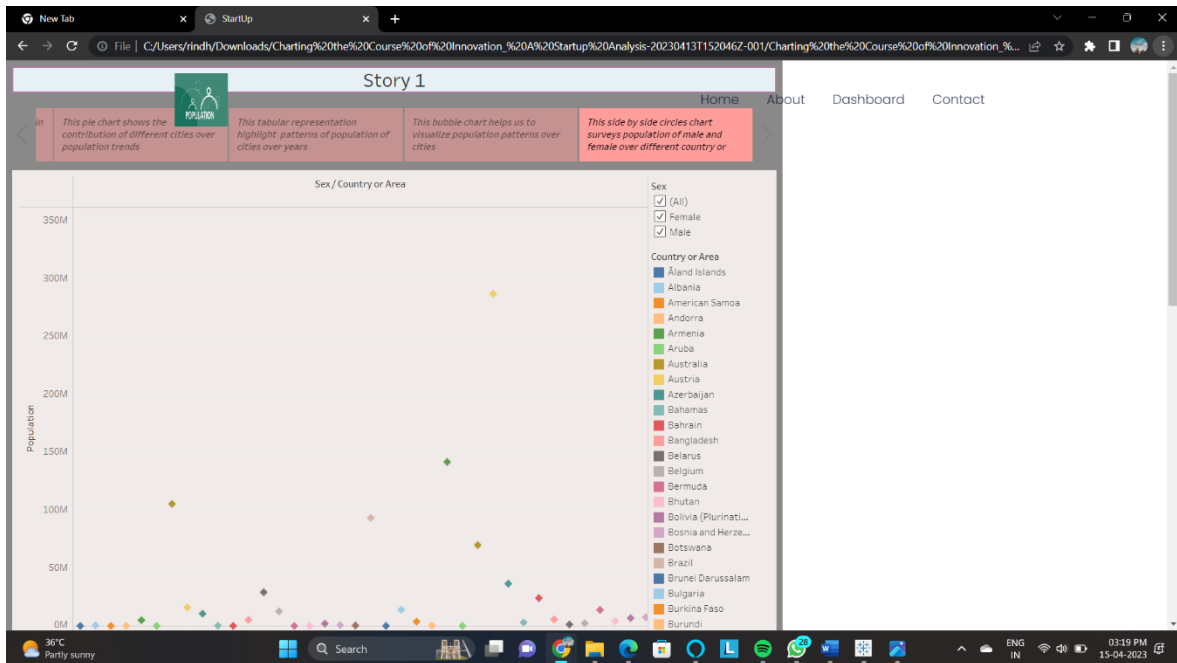 New Tab
StartUp
File | C:/Users/rindh/Downloads/Charting%20the%20Course%20of%20Innovation_%20A%20Startup%20Analysis-20230413T152046Z-001/Charting%20the%20Course%20of%20Innovation_%...
Story 1
POPULATION
Home About Dashboard Contact
in
This pie chart shows the
contribution of different cities over
population trends
This tabular representation
highlight patterns of population of
cities over years
This bubble chart helps us to
visualize population patterns over
cities
This side by side circles chart
surveys population of male and
female over different country or
Sex / Country or Area
Population
350M
300M
250M
200M
150M
100M
50M
0M
Sex
(All)
Female
Male
Country or Area
Åland Islands
Albania
American Samoa
Andorra
Armenia
Aruba
Australia
Austria
Azerbaijan
Bahamas
Bahrain
Bangladesh
Belarus
Belgium
Bermuda
Bhutan
Bolivia (Plurinati...
Bosnia and Herze...
Botswana
Brazil
Brunei Darussalam
Bulgaria
Burkina Faso
Burundi
36°C
Partly sunny
Search
L
28
ENG
IN
03:19 PM
15-04-2023